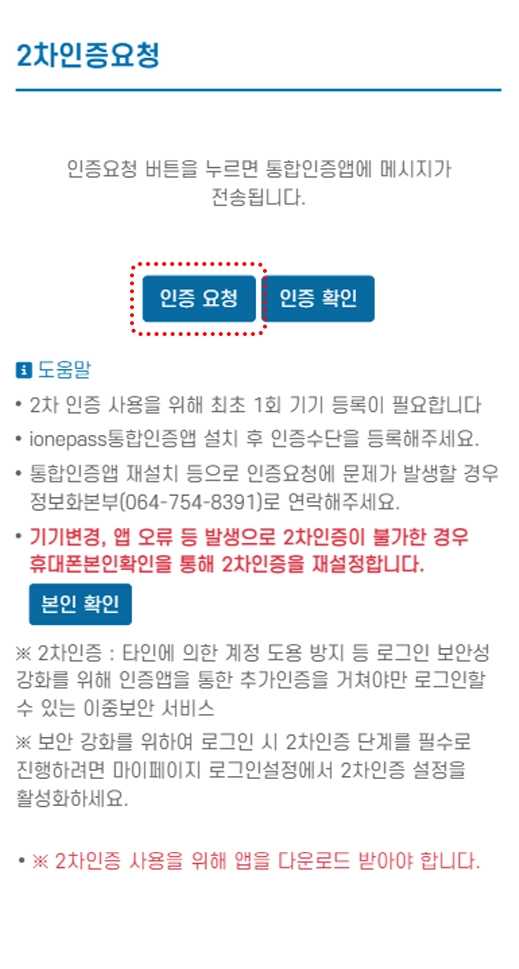 2차인증요청
인증요청 버튼을 누르면 통합인증앱에 메시지가
전송됩니다.
인증 요청 인증 확인
도움말
• 2차 인증 사용을 위해 최초 1회 기기 등록이 필요합니다
• ionepass통합인증앱 설치 후 인증수단을 등록해주세요.
• 통합인증앱 재설치 등으로 인증요청에 문제가 발생할 경우
정보화본부(064-754-8391)로 연락해주세요.
• 기기변경, 앱 오류 등 발생으로 2차인증이 불가한 경우
휴대폰본인확인을 통해 2차인증을 재설정합니다.
본인 확인
※ 2차인증 : 타인에 의한 계정 도용 방지 등 로그인 보안성
강화를 위해 인증앱을 통한 추가인증을 거쳐야만 로그인할
수 있는 이중보안 서비스
※ 보안 강화를 위하여 로그인 시 2차인증 단계를 필수로
진행하려면 마이페이지 로그인설정에서 2차인증 설정을
활성화하세요.
• ※ 2차인증 사용을 위해 앱을 다운로드 받아야 합니다.